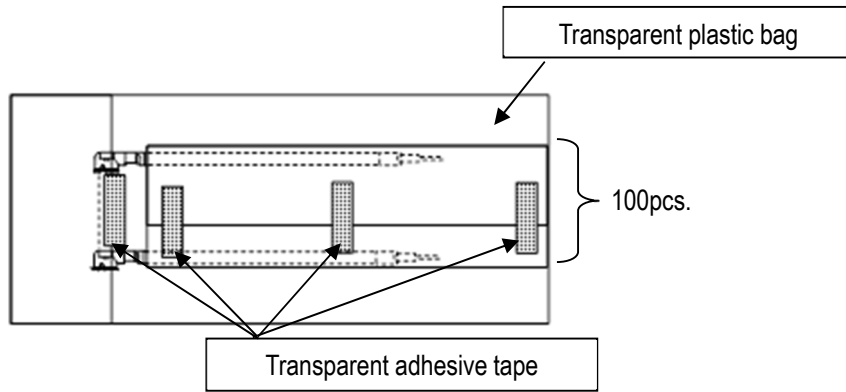 Transparent plastic bag
100pcs.
Transparent adhesive tape